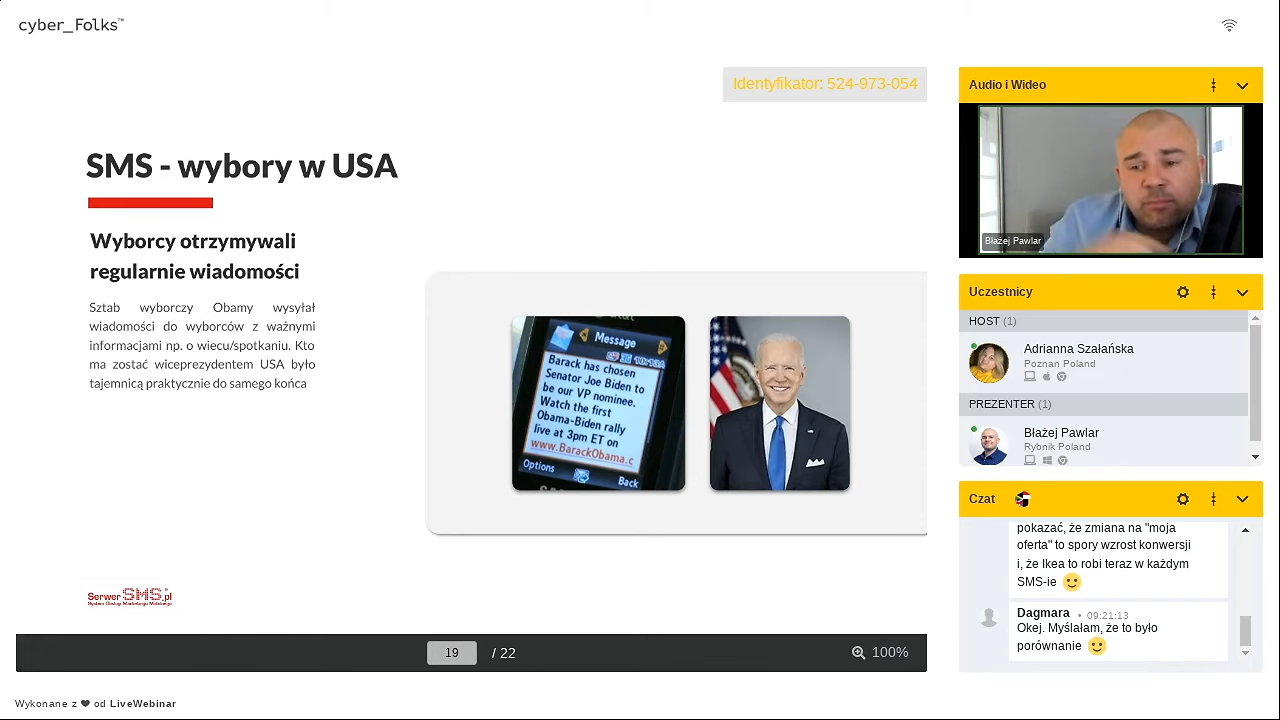 cyber_Folks™
Identyfikator: 524-973-054
SMS - wybory w USA
Wyborcy otrzymywali
regularnie wiadomości
Sztab wyborczy Obamy wysyłał
wiadomości do wyborców z ważnymi
informacjami np. o wiecu/spotkaniu. Kto
ma zostać wiceprezydentem USA było
tajemnicą praktycznie do samego końca
Message
Barack has chosen
Senator Joe Biden to
be our VP nominee.
Watch the first
Obama-Biden rally
live at 3pm ET on
www.BarackObama.c
Options
Back
SerwerSMS.pl
System Obsługi Marketingu Mobilnego
19 / 22
100%
Wykonane z ❤ od LiveWebinar
Audio i Wideo
Błażej Pawlar
Uczestnicy
HOST (1)
Adrianna Szałańska
Poznan Poland
PREZENTER (1)
Błażej Pawlar
Rybnik Poland
Czat
pokazać, że zmiana na "moja
oferta" to spory wzrost konwersji
i, że Ikea to robi teraz w każdym
SMS-ie 🙂
Dagmara • 09:21:13
Okej. Myślałam, że to było
porównanie 🙂